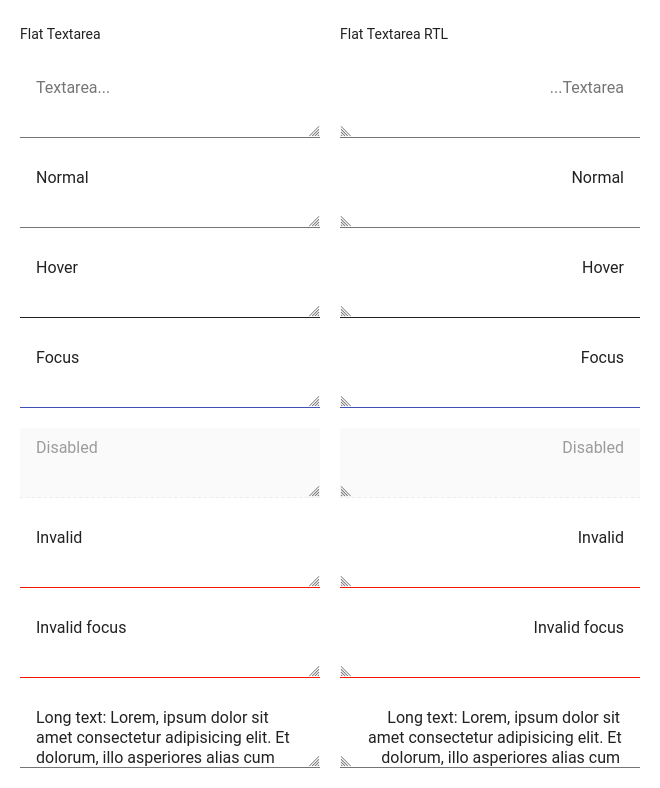 Flat Textarea
Textarea...
Normal
Hover
Focus
Disabled
Invalid
Invalid focus
Long text: Lorem, ipsum dolor sit
amet consectetur adipisicing elit. Et
dolorum, illo asperiores alias cum
Flat Textarea RTL
...Textarea
Normal
Hover
Focus
Disabled
Invalid
Invalid focus
Long text: Lorem, ipsum dolor sit
amet consectetur adipisicing elit. Et
dolorum, illo asperiores alias cum